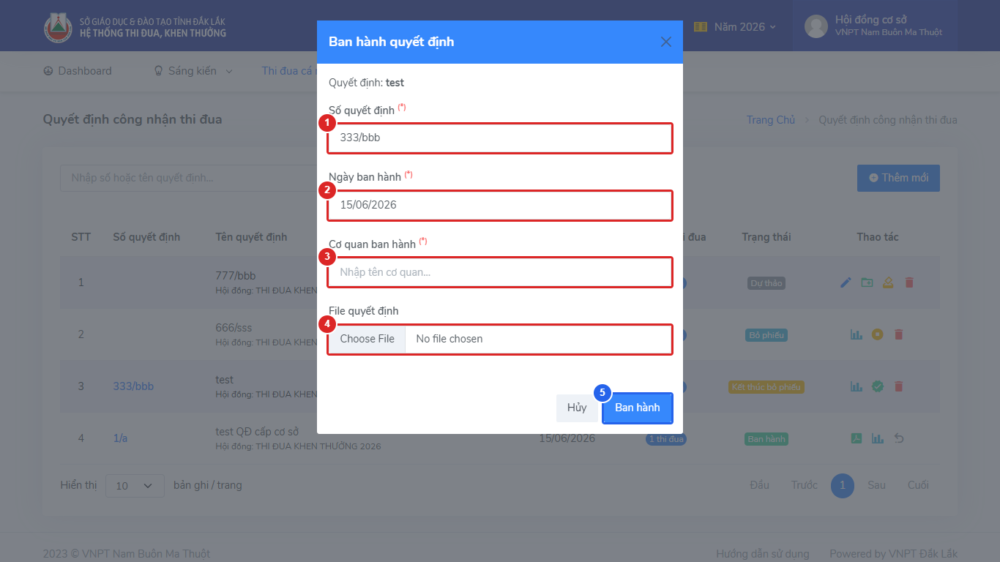 SỞ GIÁO DỤC & ĐÀO TẠO TỈNH ĐẮK LẮK
HỆ THỐNG THI ĐUA, KHEN THƯỞNG
Năm 2026
Hội đồng cơ sở
VNPT Nam Buôn Ma Thuột
Dashboard
Sáng kiến
Thi đua cá
Quyết định công nhận thi đua
Trang Chủ > Quyết định công nhận thi đua
Nhập số hoặc tên quyết định...
Thêm mới
Ban hành quyết định
Quyết định: test
Số quyết định (*)
1
333/bbb
Ngày ban hành (*)
2
15/06/2026
Cơ quan ban hành (*)
3
Nhập tên cơ quan...
File quyết định
4
Choose File No file chosen
Hủy
5
Ban hành
STT Số quyết định Tên quyết định i đua Trạng thái Thao tác
1 777/bbb Dự thảo
Hội đồng: THI ĐUA KHEN
2 666/sss Bỏ phiếu
Hội đồng: THI ĐUA KHEN
3 333/bbb test Kết thúc bỏ phiếu
Hội đồng: THI ĐUA KHEN
4 1/a test QĐ cấp cơ sở 15/06/2026 1 thi đua Ban hành
Hội đồng: THI ĐUA KHEN THƯỞNG 2026
Hiển thị 10 bản ghi / trang
Đầu Trước 1 Sau Cuối
2023 © VNPT Nam Buôn Ma Thuột
Hướng dẫn sử dụng Powered by VNPT Đắk Lắk